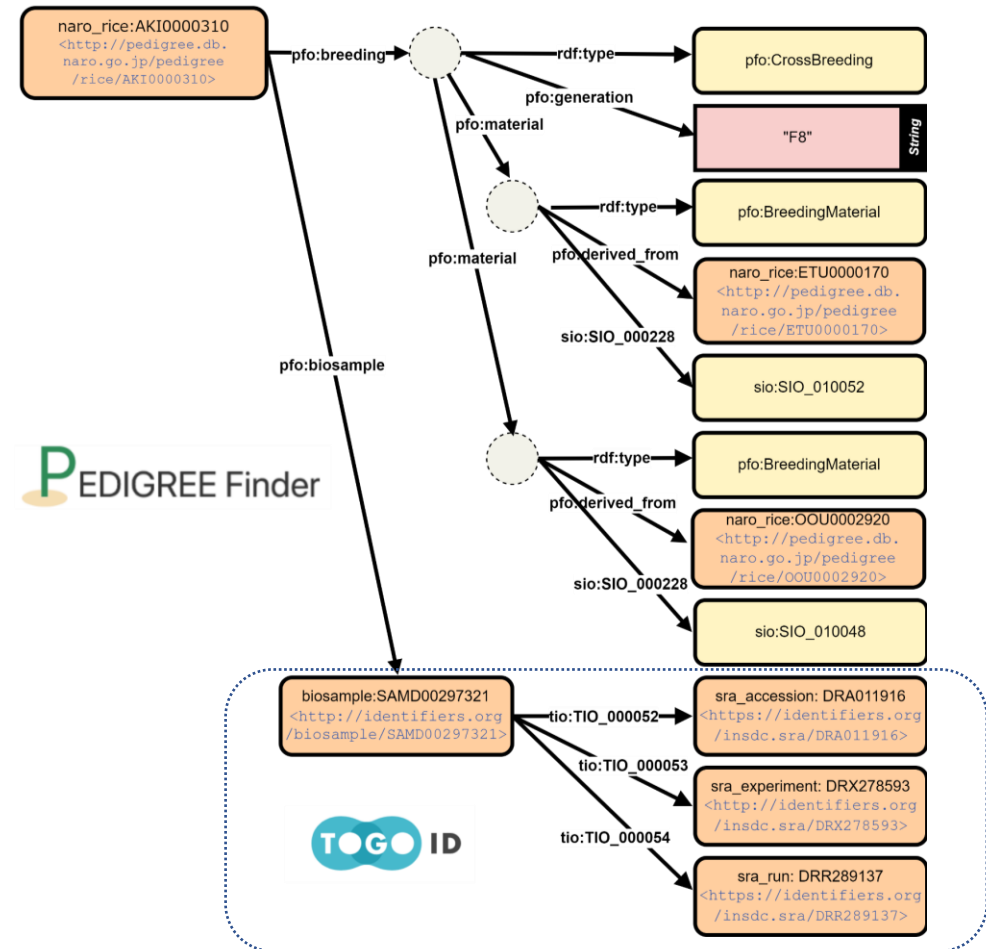 naro_rice:AKI0000310
<http://pedigree.db.
naro.go.jp/pedigree
/rice/AKI0000310>
pfo:breeding
rdf:type
pfo:CrossBreeding
pfo:generation
"F8"
String
pfo:material
rdf:type
pfo:BreedingMaterial
pfo:derived_from
naro_rice:ETU0000170
<http://pedigree.db.
naro.go.jp/pedigree
/rice/ETU0000170>
pfo:material
sio:SIO_000228
sio:SIO_010052
pfo:biosample
rdf:type
pfo:BreedingMaterial
PEDIGREE Finder
pfo:derived_from
naro_rice:OOU0002920
<http://pedigree.db.
naro.go.jp/pedigree
/rice/OOU0002920>
sio:SIO_000228
sio:SIO_010048
biosample:SAMD00297321
<http://identifiers.org
/biosample/SAMD00297321>
tio:TIO_000052
sra_accession: DRA011916
<https://identifiers.org
/insdc.sra/DRA011916>
tio:TIO_000053
sra_experiment: DRX278593
<http://identifiers.org
/insdc.sra/DRX278593>
TOGO ID
tio:TIO_000054
sra_run: DRR289137
<https://identifiers.org
/insdc.sra/DRR289137>